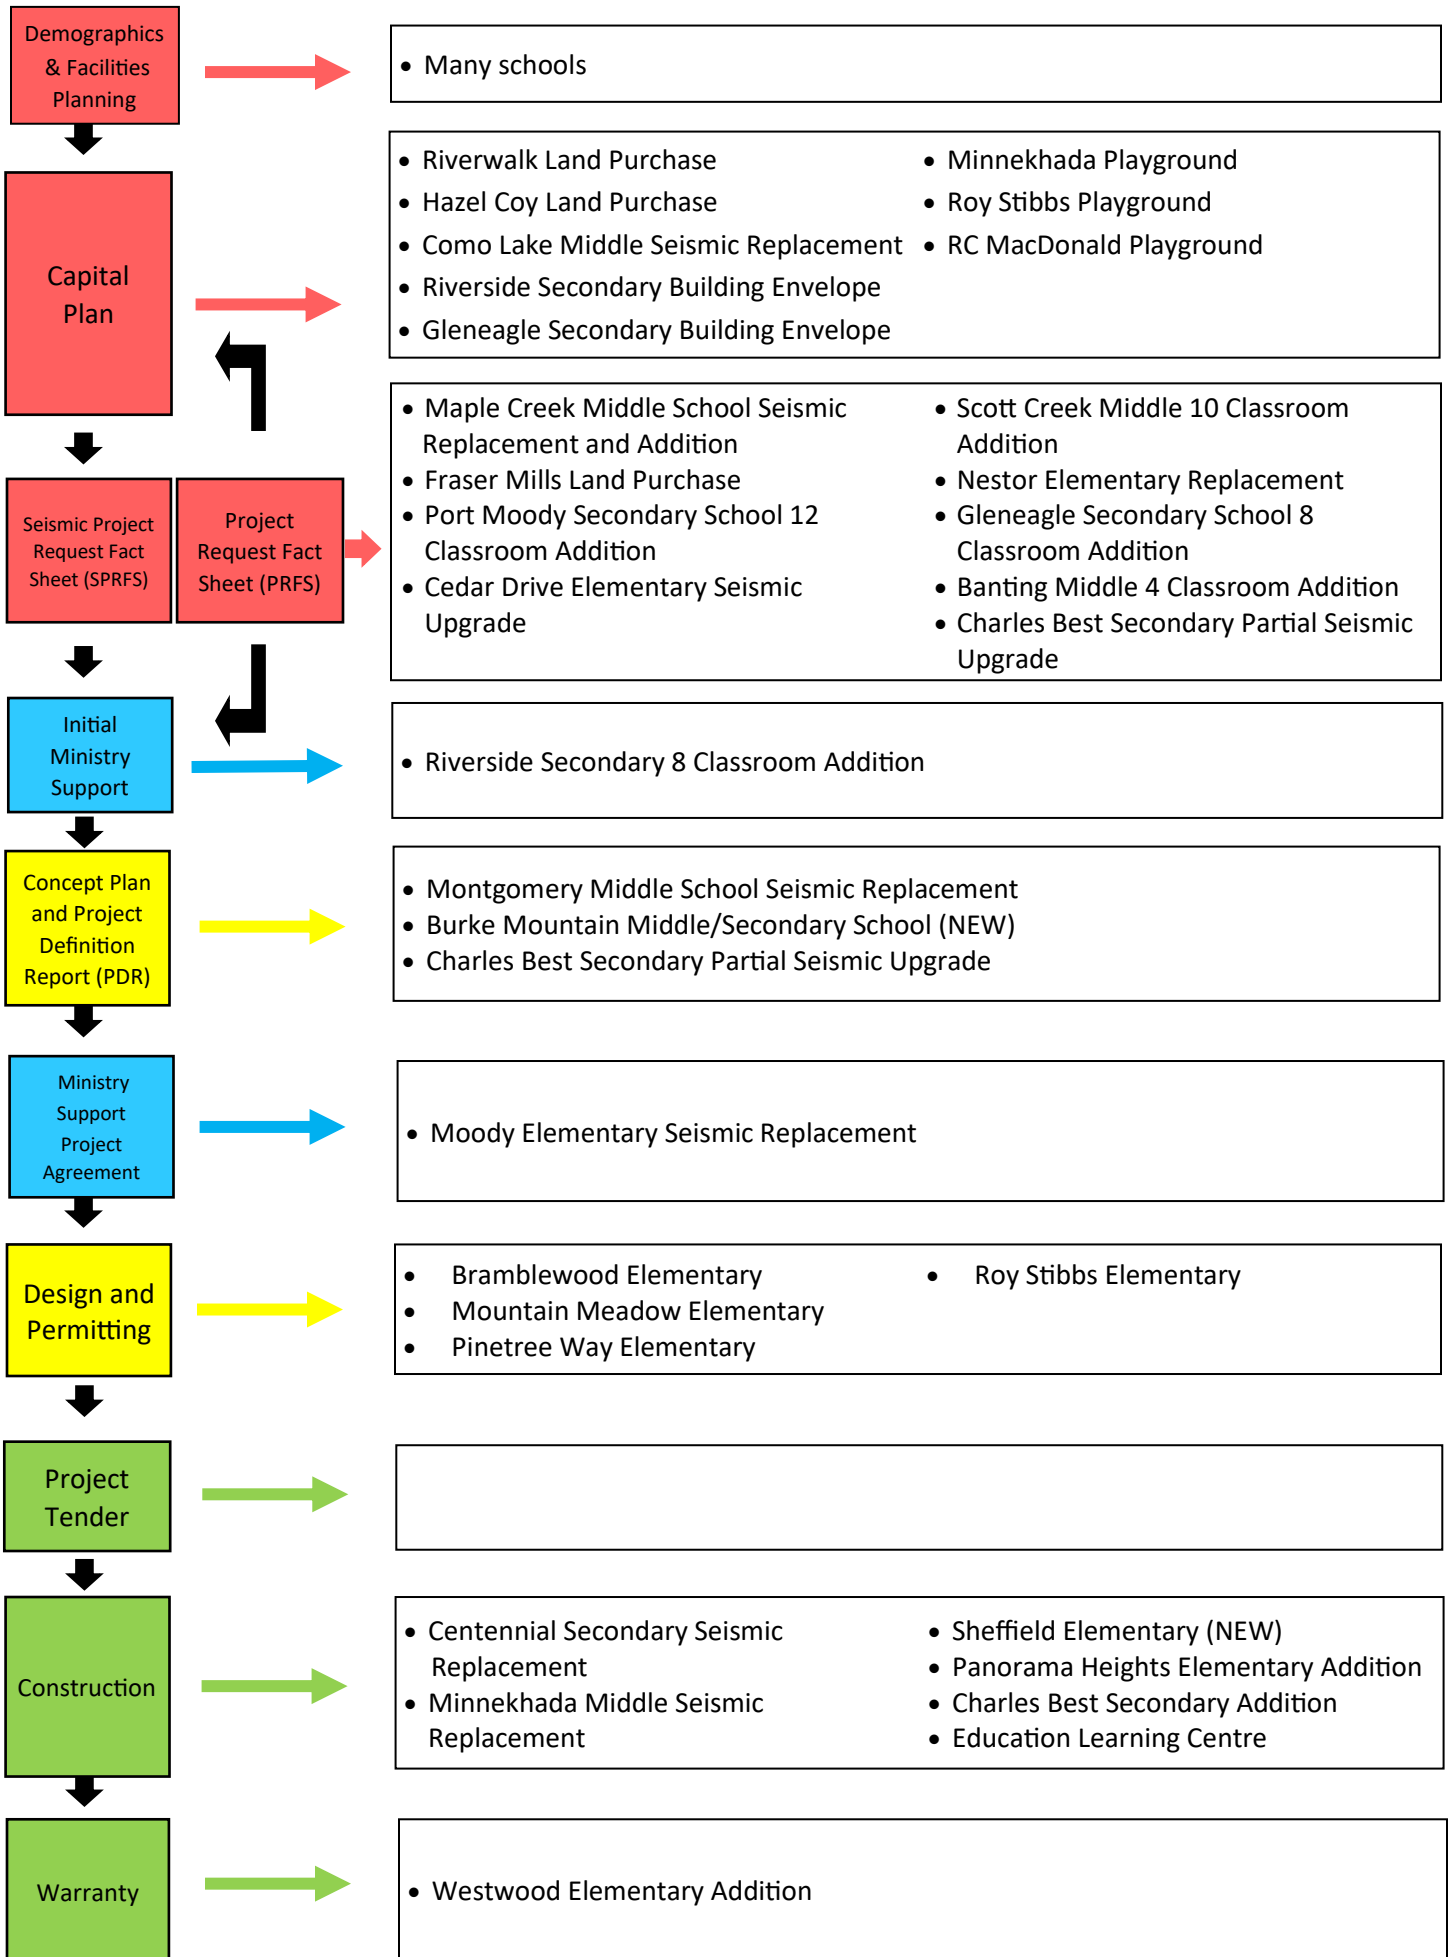 Demographics
& Facilities
Planning
• Many schools
Capital
Plan
• Riverwalk Land Purchase
• Hazel Coy Land Purchase
• Como Lake Middle Seismic Replacement
• Riverside Secondary Building Envelope
• Gleneagle Secondary Building Envelope
• Minnekhada Playground
• Roy Stibbs Playground
• RC MacDonald Playground
Seismic Project
Request Fact
Sheet (SPRFS)
Project
Request Fact
Sheet (PRFS)
• Maple Creek Middle School Seismic
Replacement and Addition
• Fraser Mills Land Purchase
• Port Moody Secondary School 12
Classroom Addition
• Cedar Drive Elementary Seismic
Upgrade
• Scott Creek Middle 10 Classroom
Addition
• Nestor Elementary Replacement
• Gleneagle Secondary School 8
Classroom Addition
• Banting Middle 4 Classroom Addition
• Charles Best Secondary Partial Seismic
Upgrade
Initial
Ministry
Support
• Riverside Secondary 8 Classroom Addition
Concept Plan
and Project
Definition
Report (PDR)
• Montgomery Middle School Seismic Replacement
• Burke Mountain Middle/Secondary School (NEW)
• Charles Best Secondary Partial Seismic Upgrade
Ministry
Support
Project
Agreement
• Moody Elementary Seismic Replacement
Design and
Permitting
• Bramblewood Elementary
• Mountain Meadow Elementary
• Pinetree Way Elementary
• Roy Stibbs Elementary
Project
Tender
Construction
• Centennial Secondary Seismic
Replacement
• Minnekhada Middle Seismic
Replacement
• Sheffield Elementary (NEW)
• Panorama Heights Elementary Addition
• Charles Best Secondary Addition
• Education Learning Centre
Warranty
• Westwood Elementary Addition